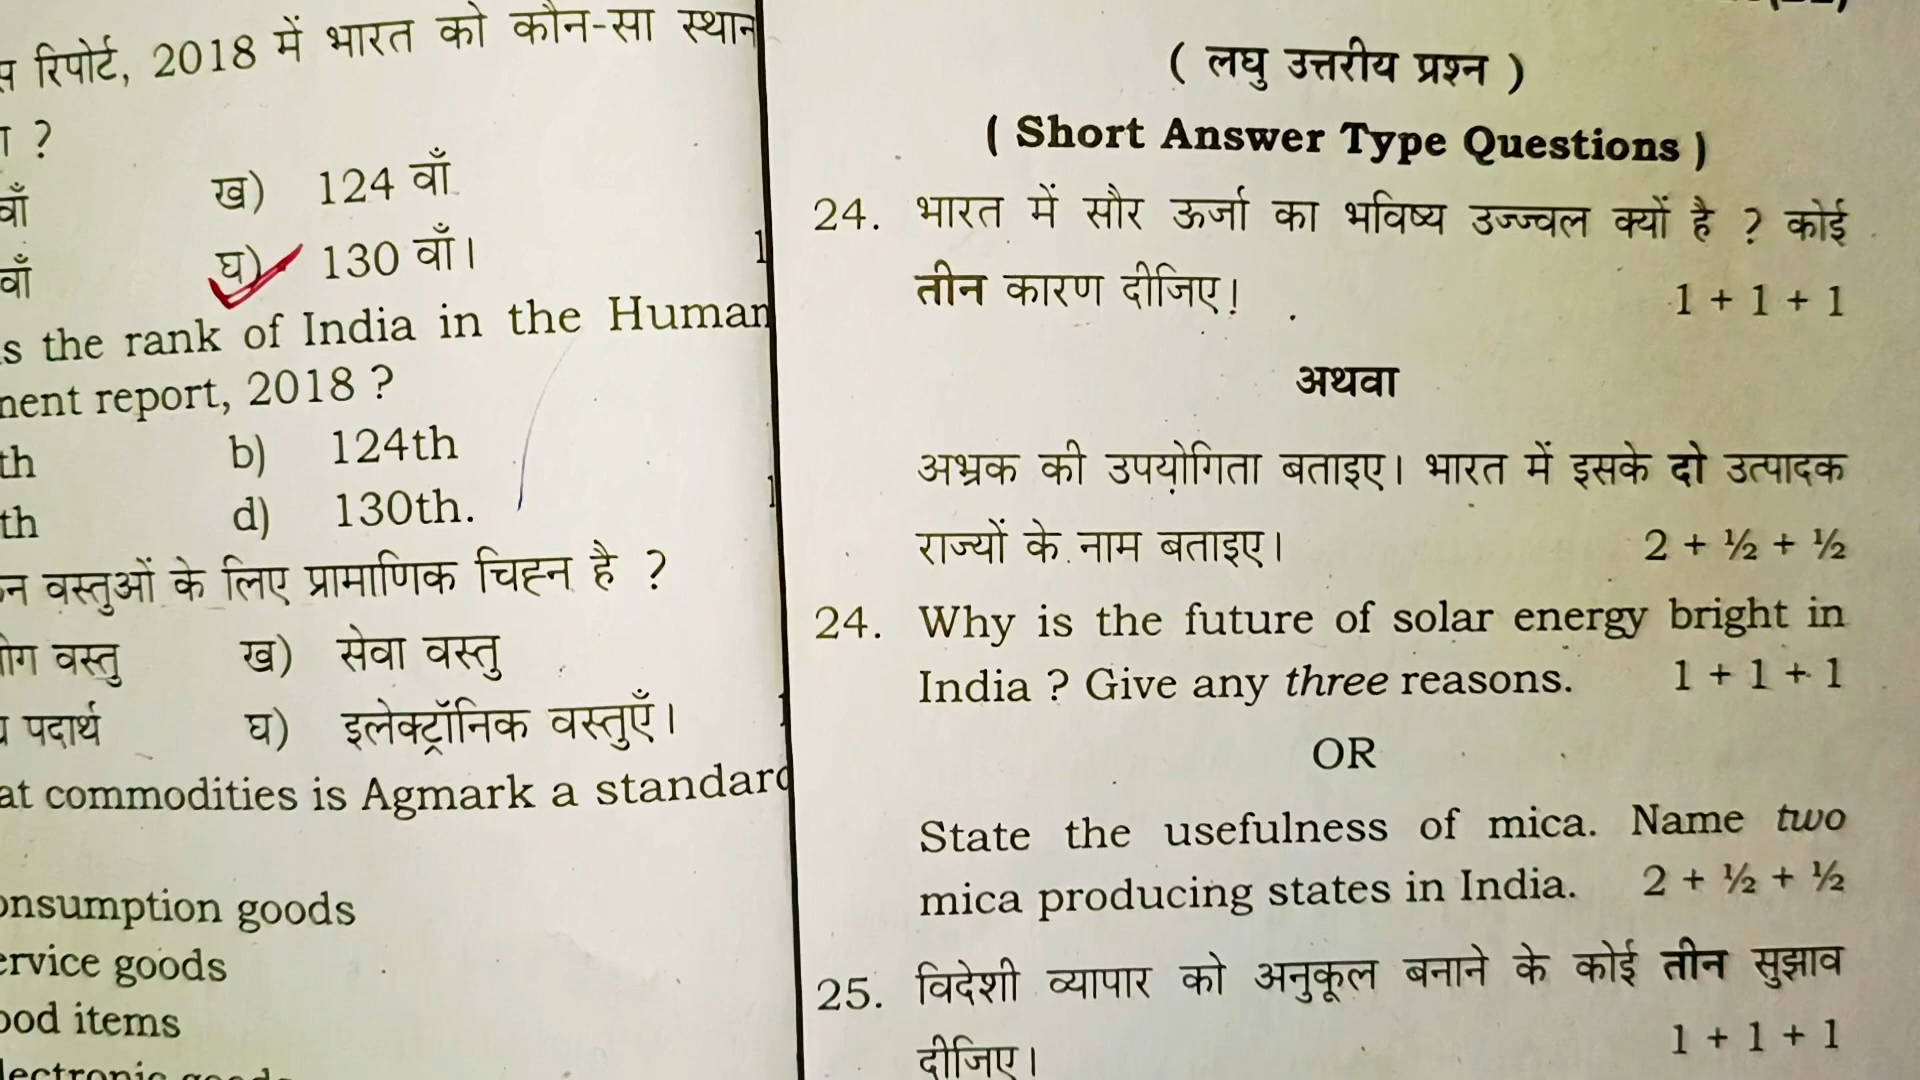 रिपोर्ट, 2018 में भारत को कौन-सा स्थान
?
वाँ ख) 124 वाँ
वाँ घ) 130 वाँ। 1
the rank of India in the Human
report, 2018 ?
th b) 124th
th d) 130th. 1
वस्तुओं के लिए प्रामाणिक चिह्न है ?
वस्तु ख) सेवा वस्तु
पदार्थ घ) इलेक्ट्रॉनिक वस्तुएँ।
commodities is Agmark a standard
goods
goods
items
( लघु उत्तरीय प्रश्न )
( Short Answer Type Questions )
24. भारत में सौर ऊर्जा का भविष्य उज्ज्वल क्यों है ? कोई
तीन कारण दीजिए। 1 + 1 + 1
अथवा
अभ्रक की उपयोगिता बताइए। भारत में इसके दो उत्पादक
राज्यों के नाम बताइए। 2 + ½ + ½
24. Why is the future of solar energy bright in
India ? Give any three reasons. 1 + 1 + 1
OR
State the usefulness of mica. Name two
mica producing states in India. 2 + ½ + ½
25. विदेशी व्यापार को अनुकूल बनाने के कोई तीन सुझाव
दीजिए। 1 + 1 + 1